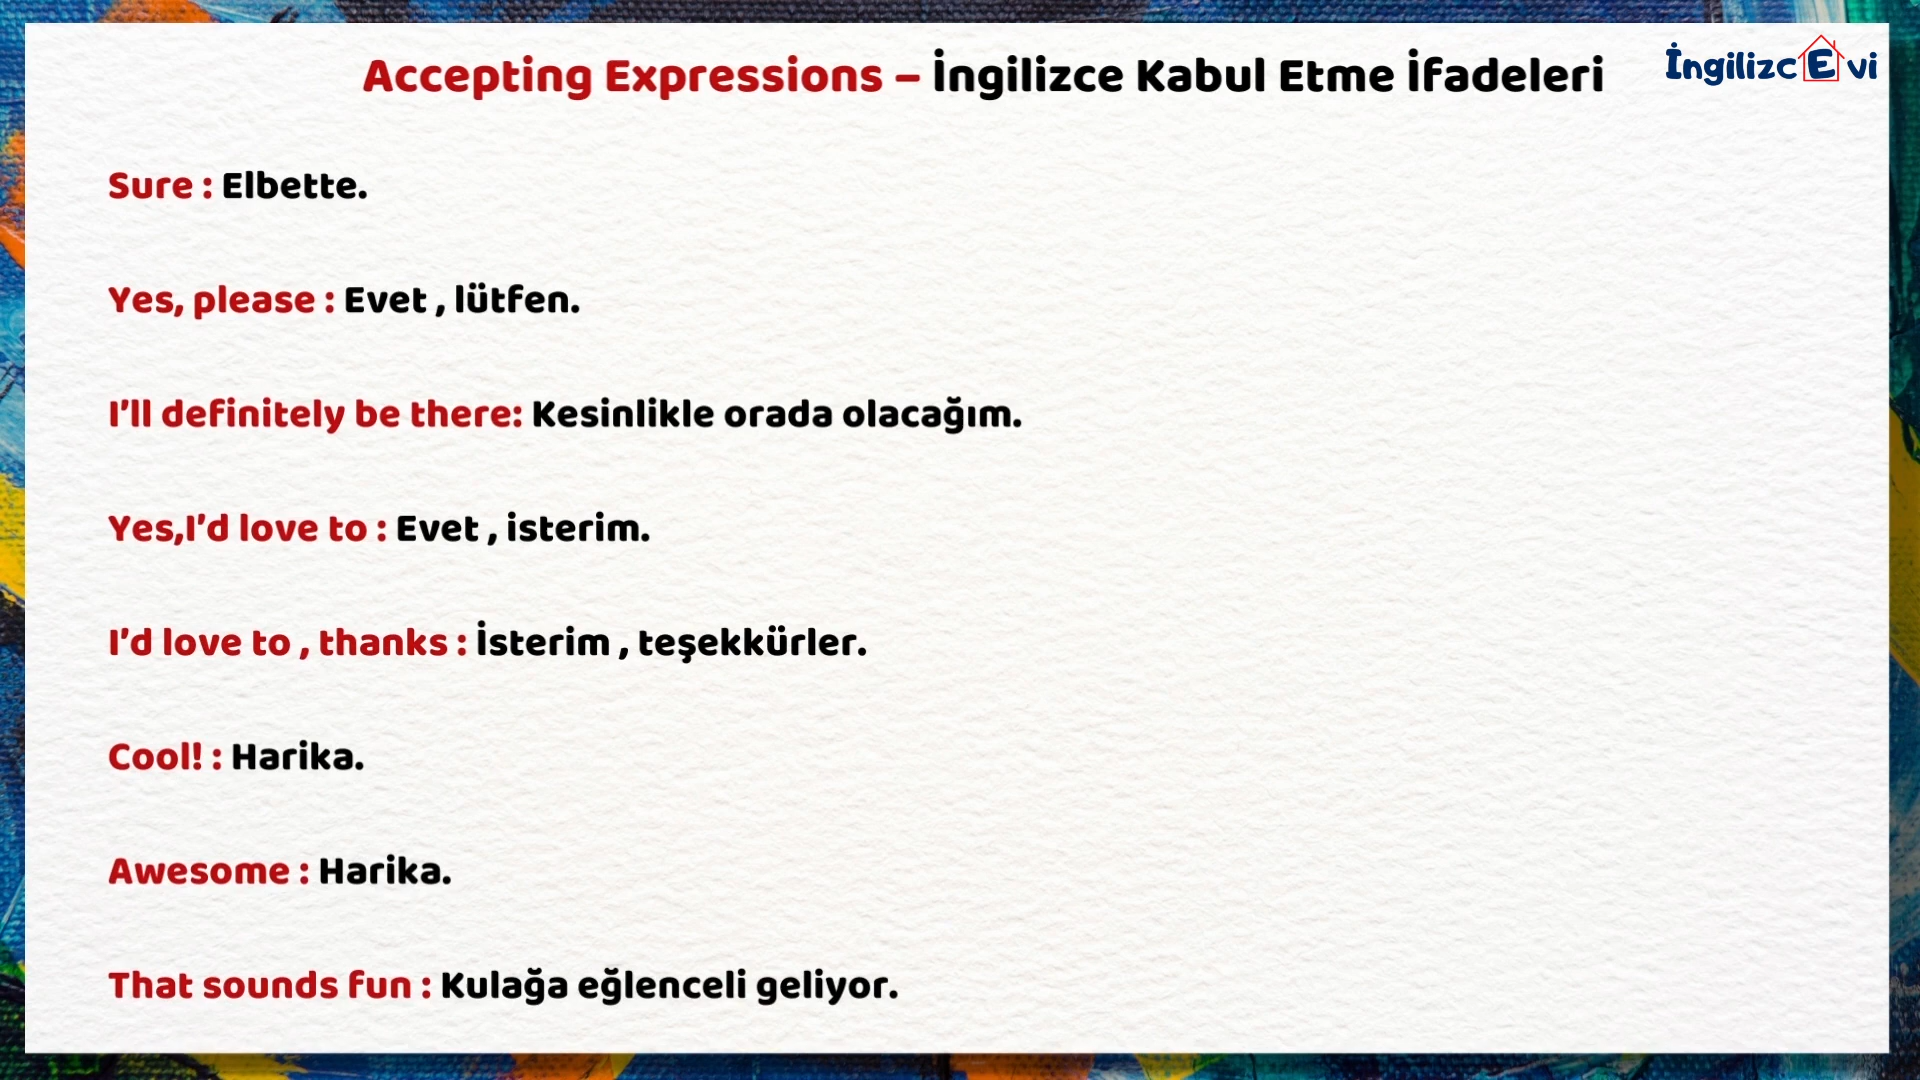 Accepting Expressions – İngilizce Kabul Etme İfadeleri
İngilizcEvi
Sure : Elbette.
Yes, please : Evet , lütfen.
I’ll definitely be there: Kesinlikle orada olacağım.
Yes,I’d love to : Evet , isterim.
I’d love to , thanks : İsterim , teşekkürler.
Cool! : Harika.
Awesome : Harika.
That sounds fun : Kulağa eğlenceli geliyor.